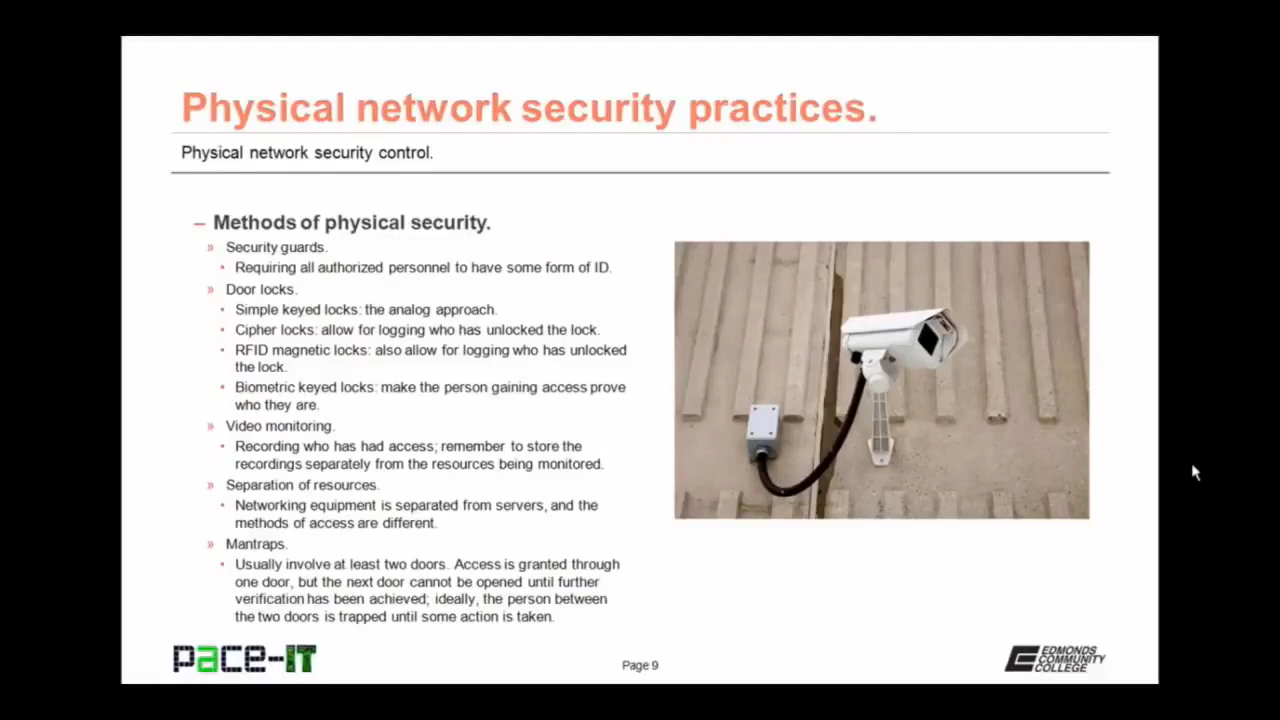 Physical network security practices.
Physical network security control.
– Methods of physical security.
» Security guards.
• Requiring all authorized personnel to have some form of ID.
» Door locks.
• Simple keyed locks: the analog approach.
• Cipher locks: allow for logging who has unlocked the lock.
• RFID magnetic locks: also allow for logging who has unlocked
the lock.
• Biometric keyed locks: make the person gaining access prove
who they are.
» Video monitoring.
• Recording who has had access; remember to store the
recordings separately from the resources being monitored.
» Separation of resources.
• Networking equipment is separated from servers, and the
methods of access are different.
» Mantraps.
• Usually involve at least two doors. Access is granted through
one door, but the next door cannot be opened until further
verification has been achieved; ideally, the person between
the two doors is trapped until some action is taken.
pace-IT
Page 9
EDMONDS
COMMUNITY
COLLEGE